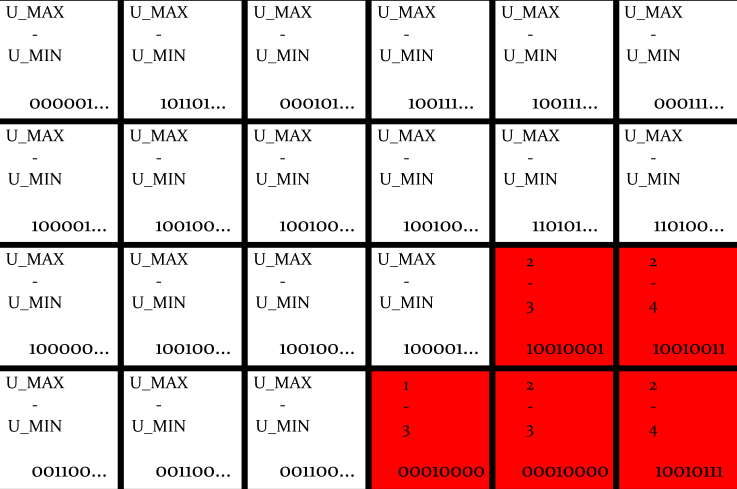 U_MAX U_MAX U_MAX U_MAX U_MAX U_MAX
- - - - - -
U_MIN U_MIN U_MIN U_MIN U_MIN U_MIN
000001... 101101... 000101... 100111... 100111... 000111...
U_MAX U_MAX U_MAX U_MAX U_MAX U_MAX
- - - - - -
U_MIN U_MIN U_MIN U_MIN U_MIN U_MIN
100001... 100100... 100100... 100100... 110101... 110100...
U_MAX U_MAX U_MAX U_MAX 2 2
- - - - - -
U_MIN U_MIN U_MIN U_MIN 3 4
100000... 100100... 100100... 100001... 10010001 10010011
U_MAX U_MAX U_MAX 1 2 2
- - - - - -
U_MIN U_MIN U_MIN 3 3 4
001100... 001100... 001100... 00010000 00010000 10010111